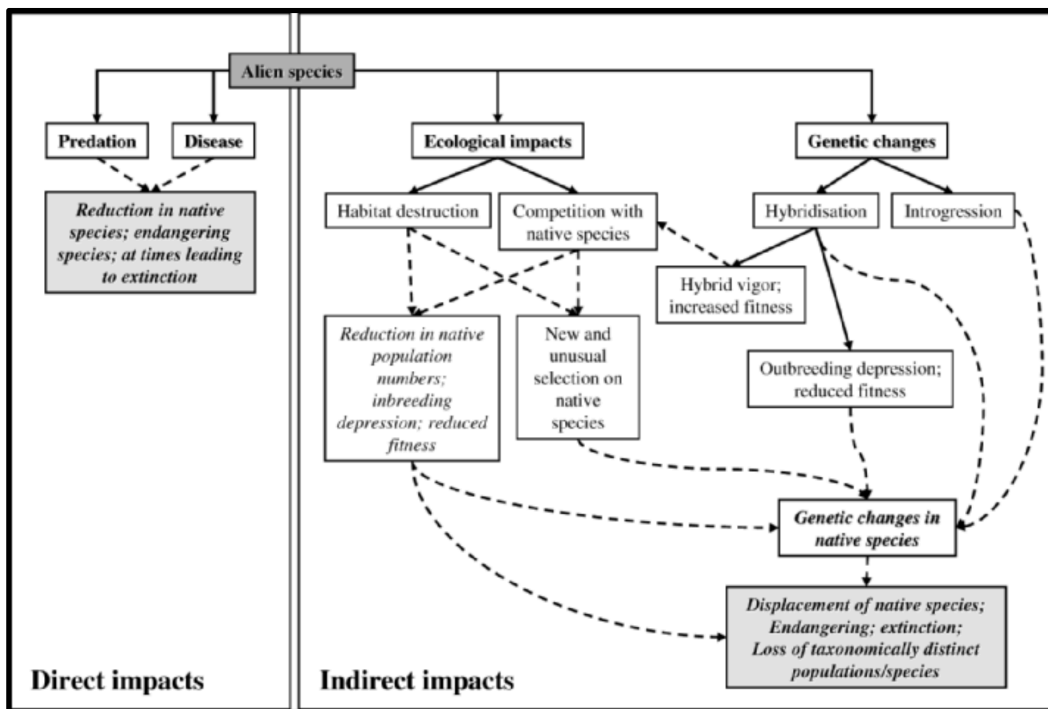 Alien species
Predation
Disease
Reduction in native
species; endangering
species; at times leading
to extinction
Direct impacts
Ecological impacts
Genetic changes
Habitat destruction
Competition with
native species
Hybridisation
Introgression
Hybrid vigor;
increased fitness
Reduction in native
population
numbers;
inbreeding
depression; reduced
fitness
New and
unusual
selection on
native
species
Outbreeding depression;
reduced fitness
Genetic changes in
native species
Displacement of native species;
Endangering; extinction;
Loss of taxonomically distinct
populations/species
Indirect impacts